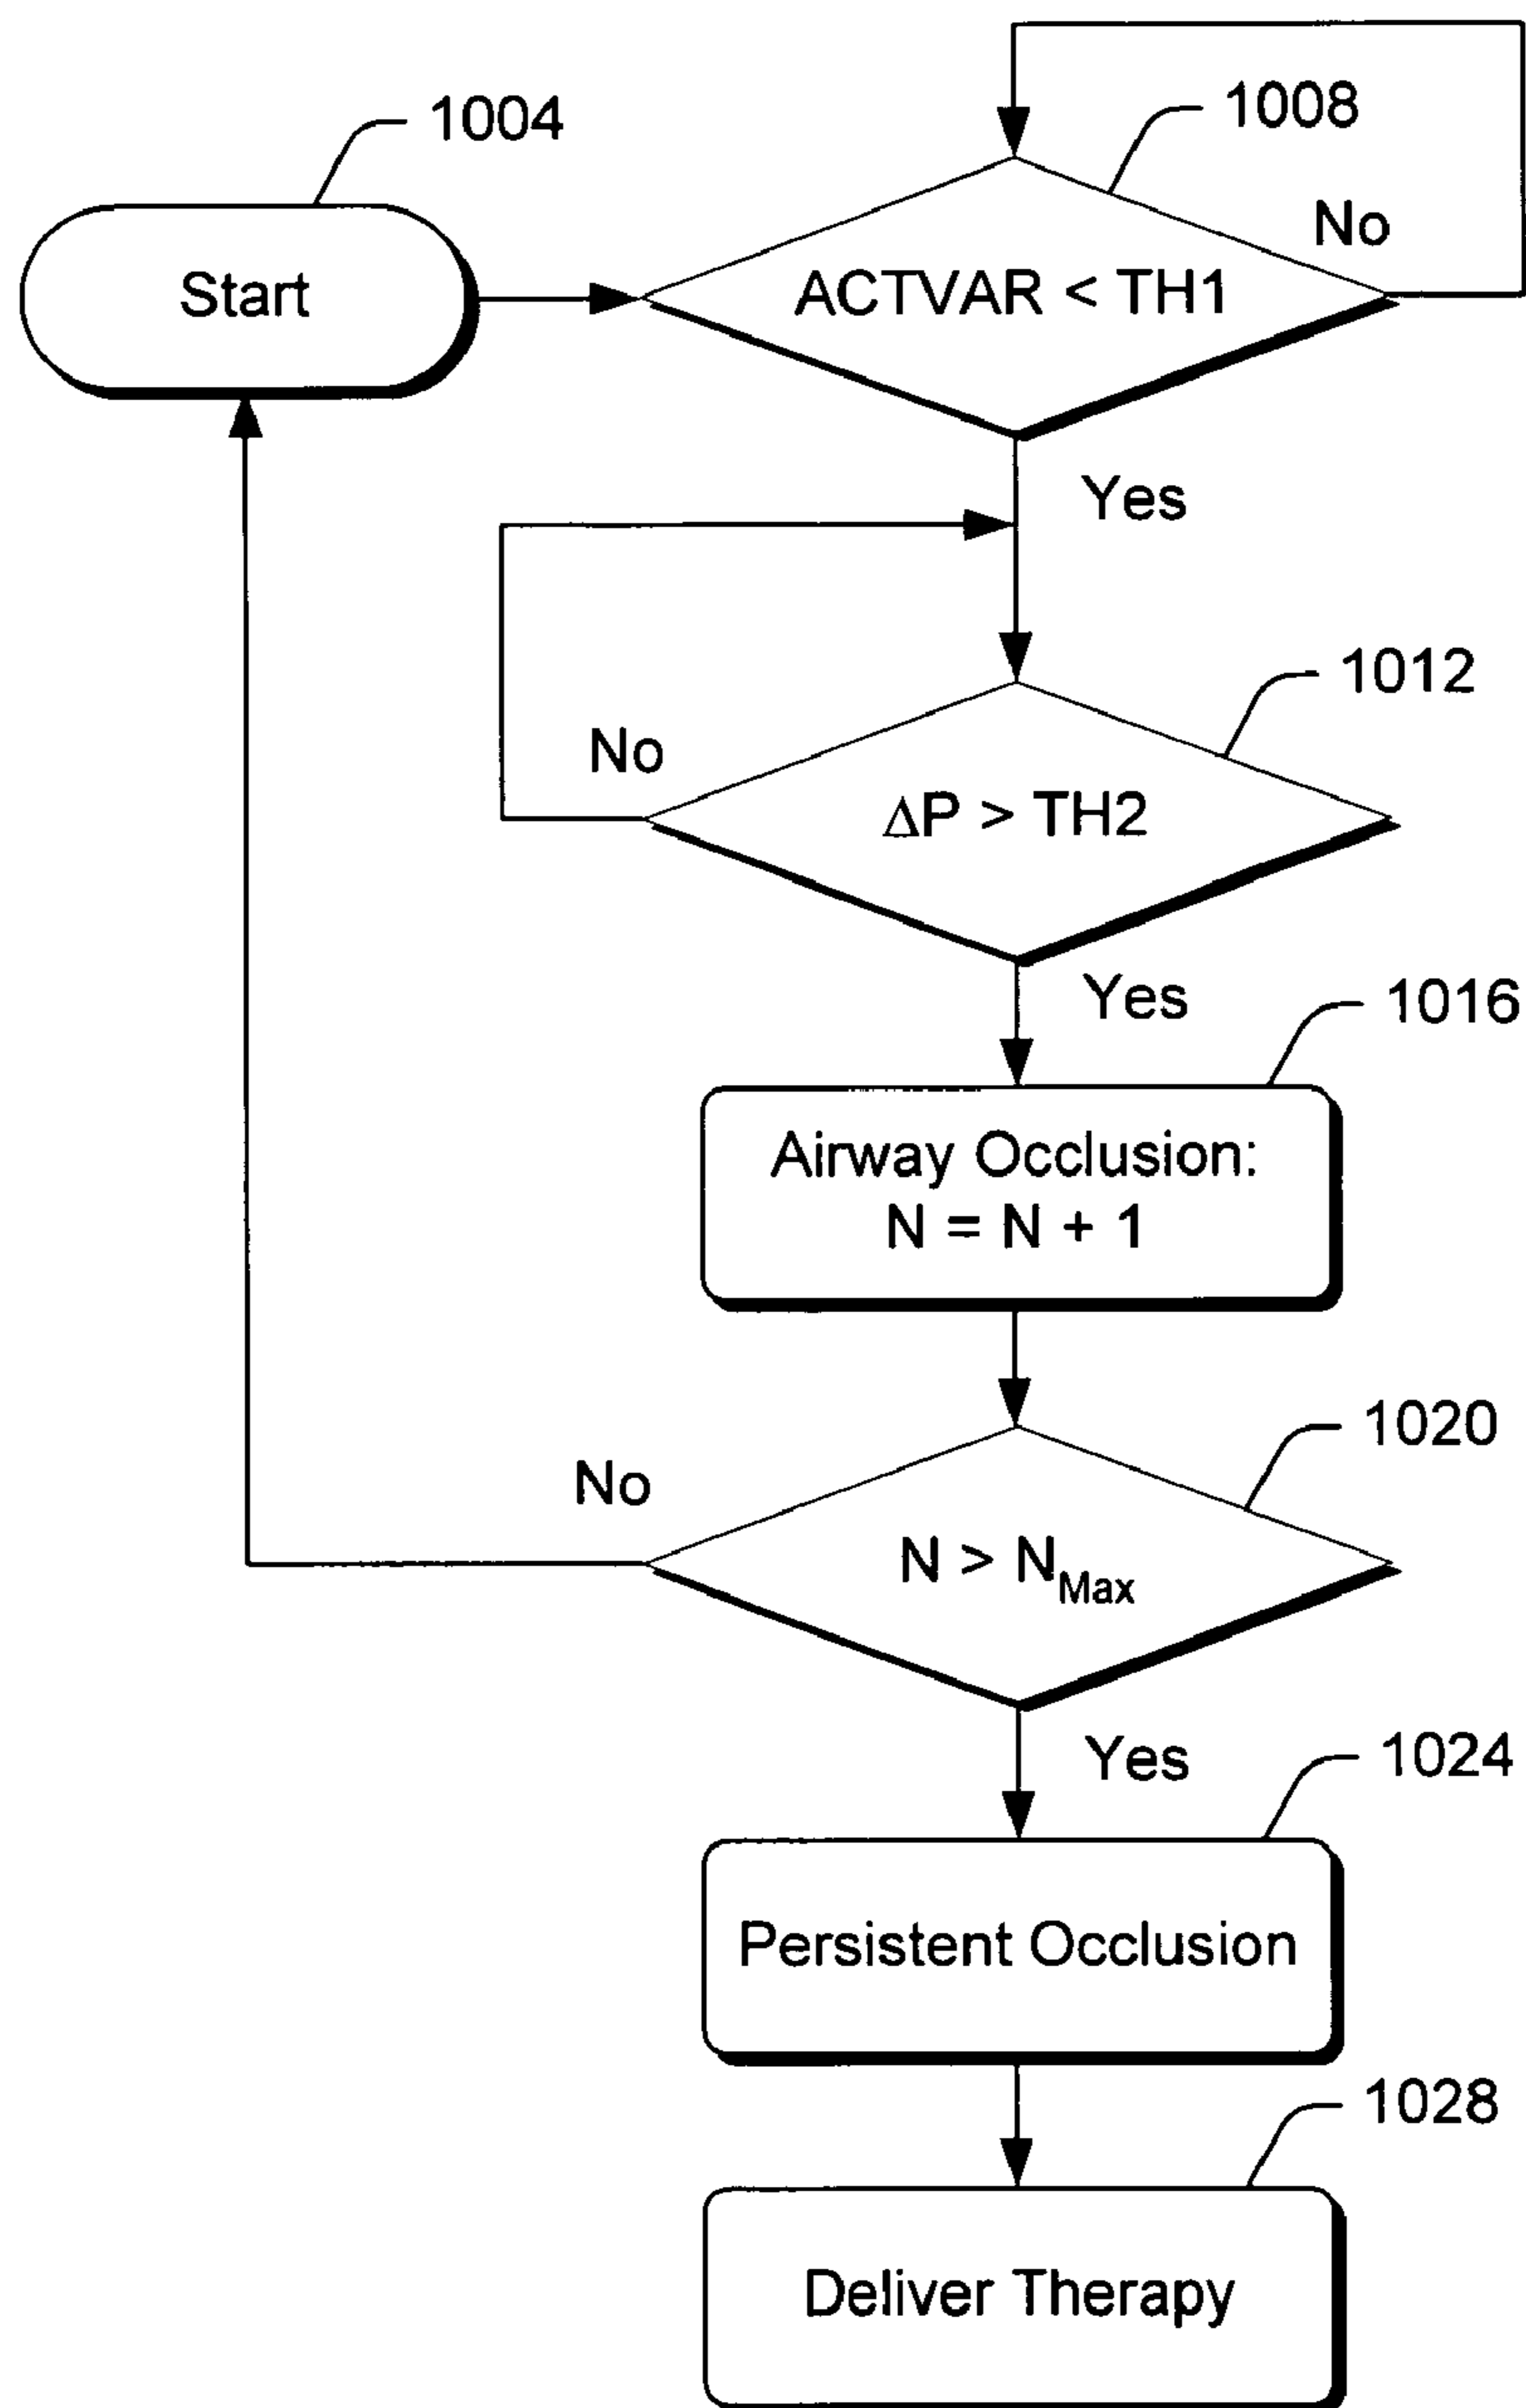 1004
1008
Start
No
ACTVAR < TH1
Yes
1012
No
ΔP > TH2
Yes
1016
Airway Occlusion:
N = N + 1
1020
No
N > NMax
Yes
1024
Persistent Occlusion
1028
Deliver Therapy